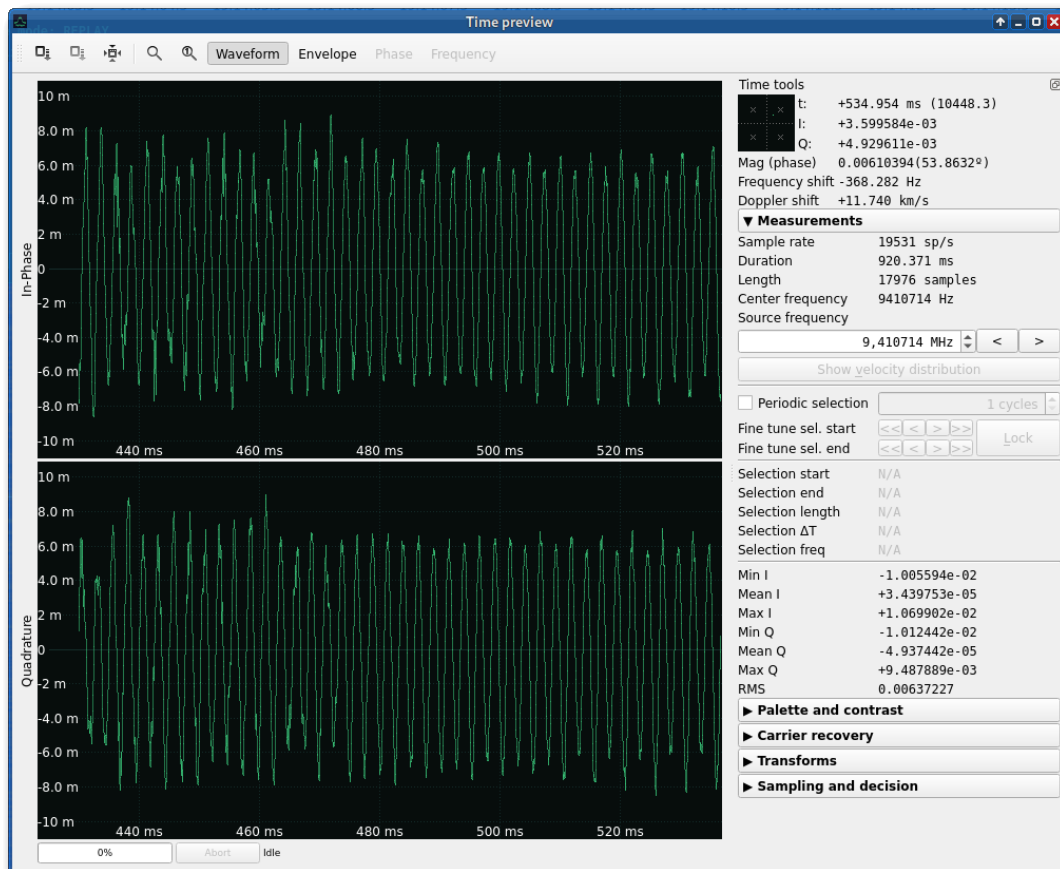 Time preview
Waveform Envelope Phase Frequency
10 m
8.0 m
6.0 m
4.0 m
2 m
0
-2 m
-4.0 m
-6.0 m
-8.0 m
-10 m
In-Phase
440 ms 460 ms 480 ms 500 ms 520 ms
10 m
8.0 m
6.0 m
4.0 m
2 m
0
-2 m
-4.0 m
-6.0 m
-8.0 m
-10 m
Quadrature
440 ms 460 ms 480 ms 500 ms 520 ms
0% Abort Idle
Time tools
t: +534.954 ms (10448.3)
I: +3.599584e-03
Q: +4.929611e-03
Mag (phase) 0.00610394(53.8632º)
Frequency shift -368.282 Hz
Doppler shift +11.740 km/s
▼ Measurements
Sample rate 19531 sp/s
Duration 920.371 ms
Length 17976 samples
Center frequency 9410714 Hz
Source frequency
9,410714 MHz < >
Show velocity distribution
Periodic selection 1 cycles
Fine tune sel. start << < > >> Lock
Fine tune sel. end << < > >>
Selection start N/A
Selection end N/A
Selection length N/A
Selection ΔT N/A
Selection freq N/A
Min I -1.005594e-02
Mean I +3.439753e-05
Max I +1.069902e-02
Min Q -1.012442e-02
Mean Q -4.937442e-05
Max Q +9.487889e-03
RMS 0.00637227
▶ Palette and contrast
▶ Carrier recovery
▶ Transforms
▶ Sampling and decision